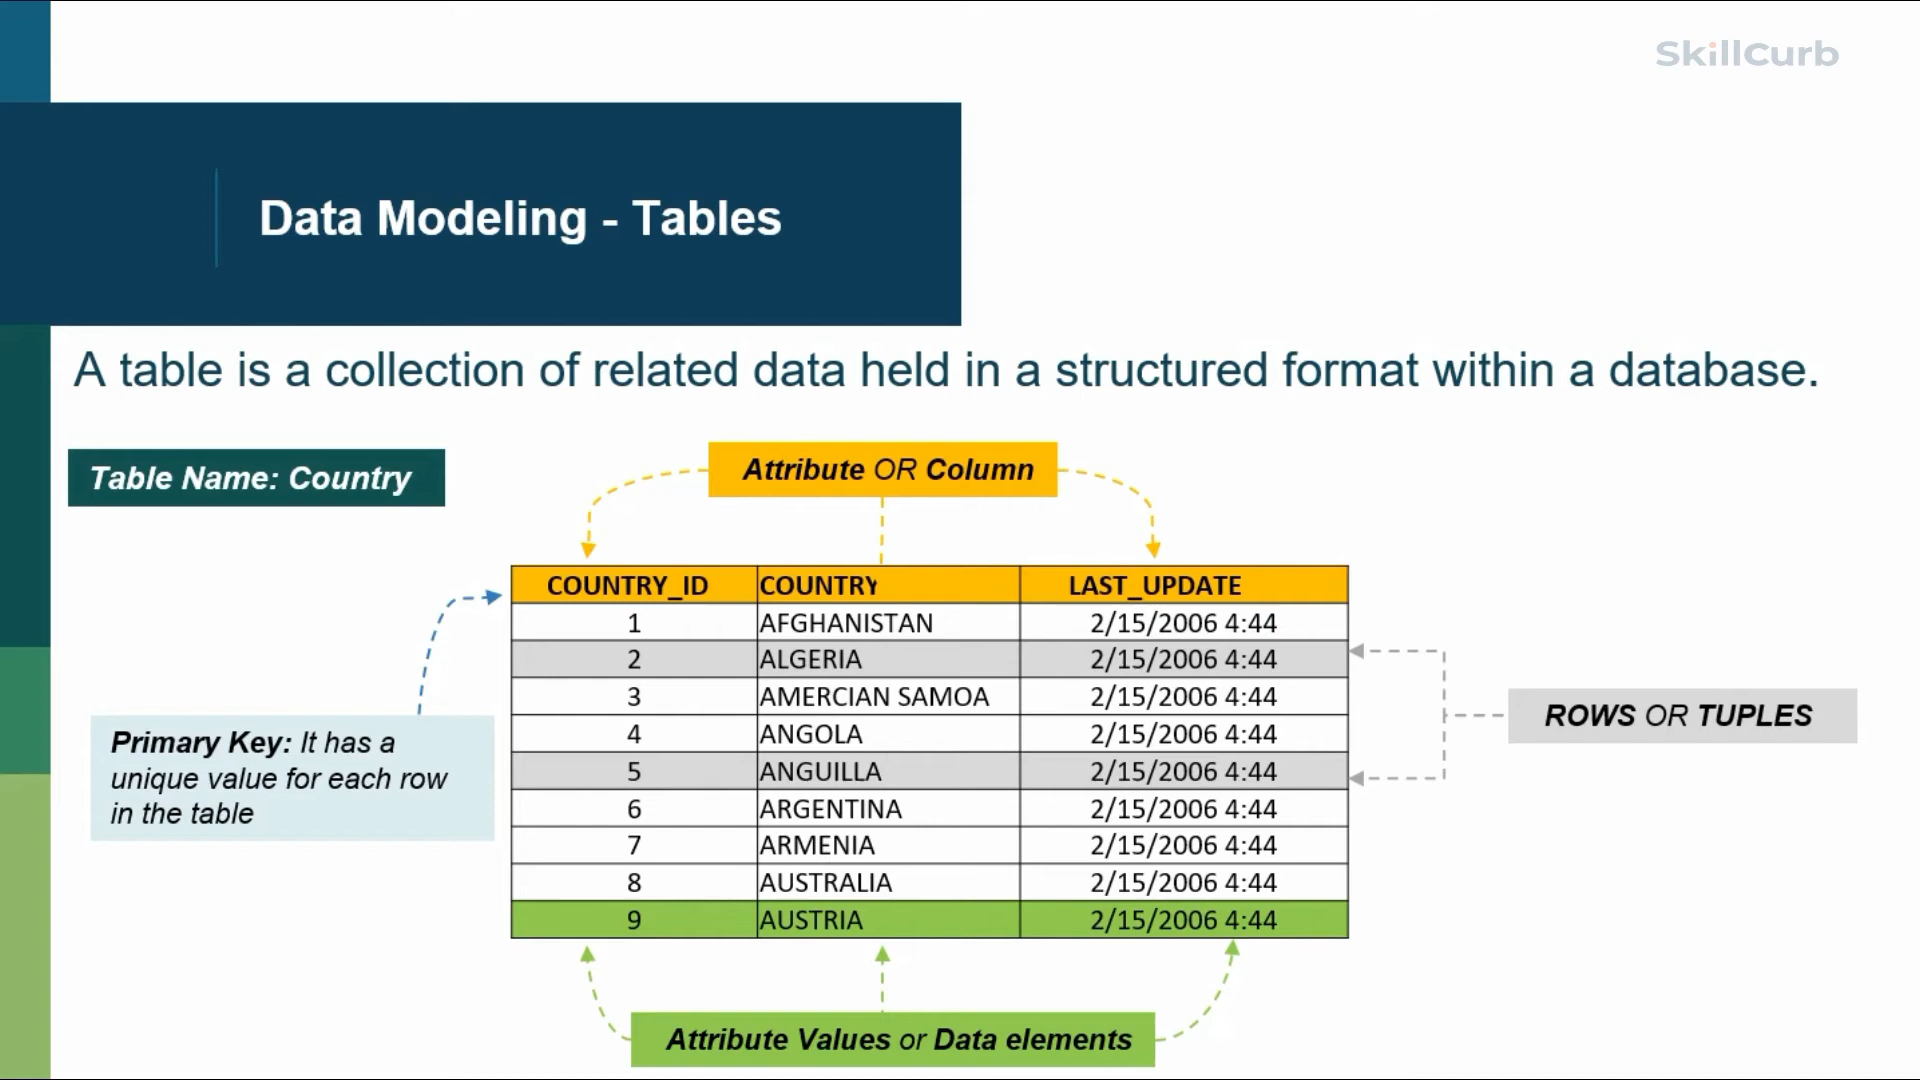 SkillCurb
Data Modeling - Tables
A table is a collection of related data held in a structured format within a database.
Table Name: Country
Attribute OR Column
COUNTRY_ID COUNTRY LAST_UPDATE
1 AFGHANISTAN 2/15/2006 4:44
2 ALGERIA 2/15/2006 4:44
3 AMERCIAN SAMOA 2/15/2006 4:44
4 ANGOLA 2/15/2006 4:44
5 ANGUILLA 2/15/2006 4:44
6 ARGENTINA 2/15/2006 4:44
7 ARMENIA 2/15/2006 4:44
8 AUSTRALIA 2/15/2006 4:44
9 AUSTRIA 2/15/2006 4:44
Primary Key: It has a
unique value for each row
in the table
ROWS OR TUPLES
Attribute Values or Data elements